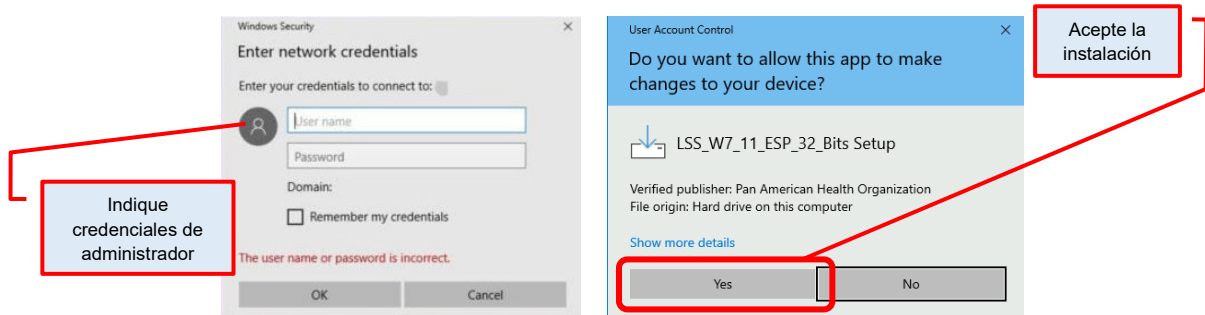 Windows Security
Enter network credentials
Enter your credentials to connect to:
User name
Password
Domain:
Remember my credentials
The user name or password is incorrect.
OK
Cancel
Indique
credenciales de
administrador
User Account Control
Do you want to allow this app to make
changes to your device?
LSS_W7_11_ESP_32_Bits Setup
Verified publisher: Pan American Health Organization
File origin: Hard drive on this computer
Show more details
Yes
No
Acepte la
instalación